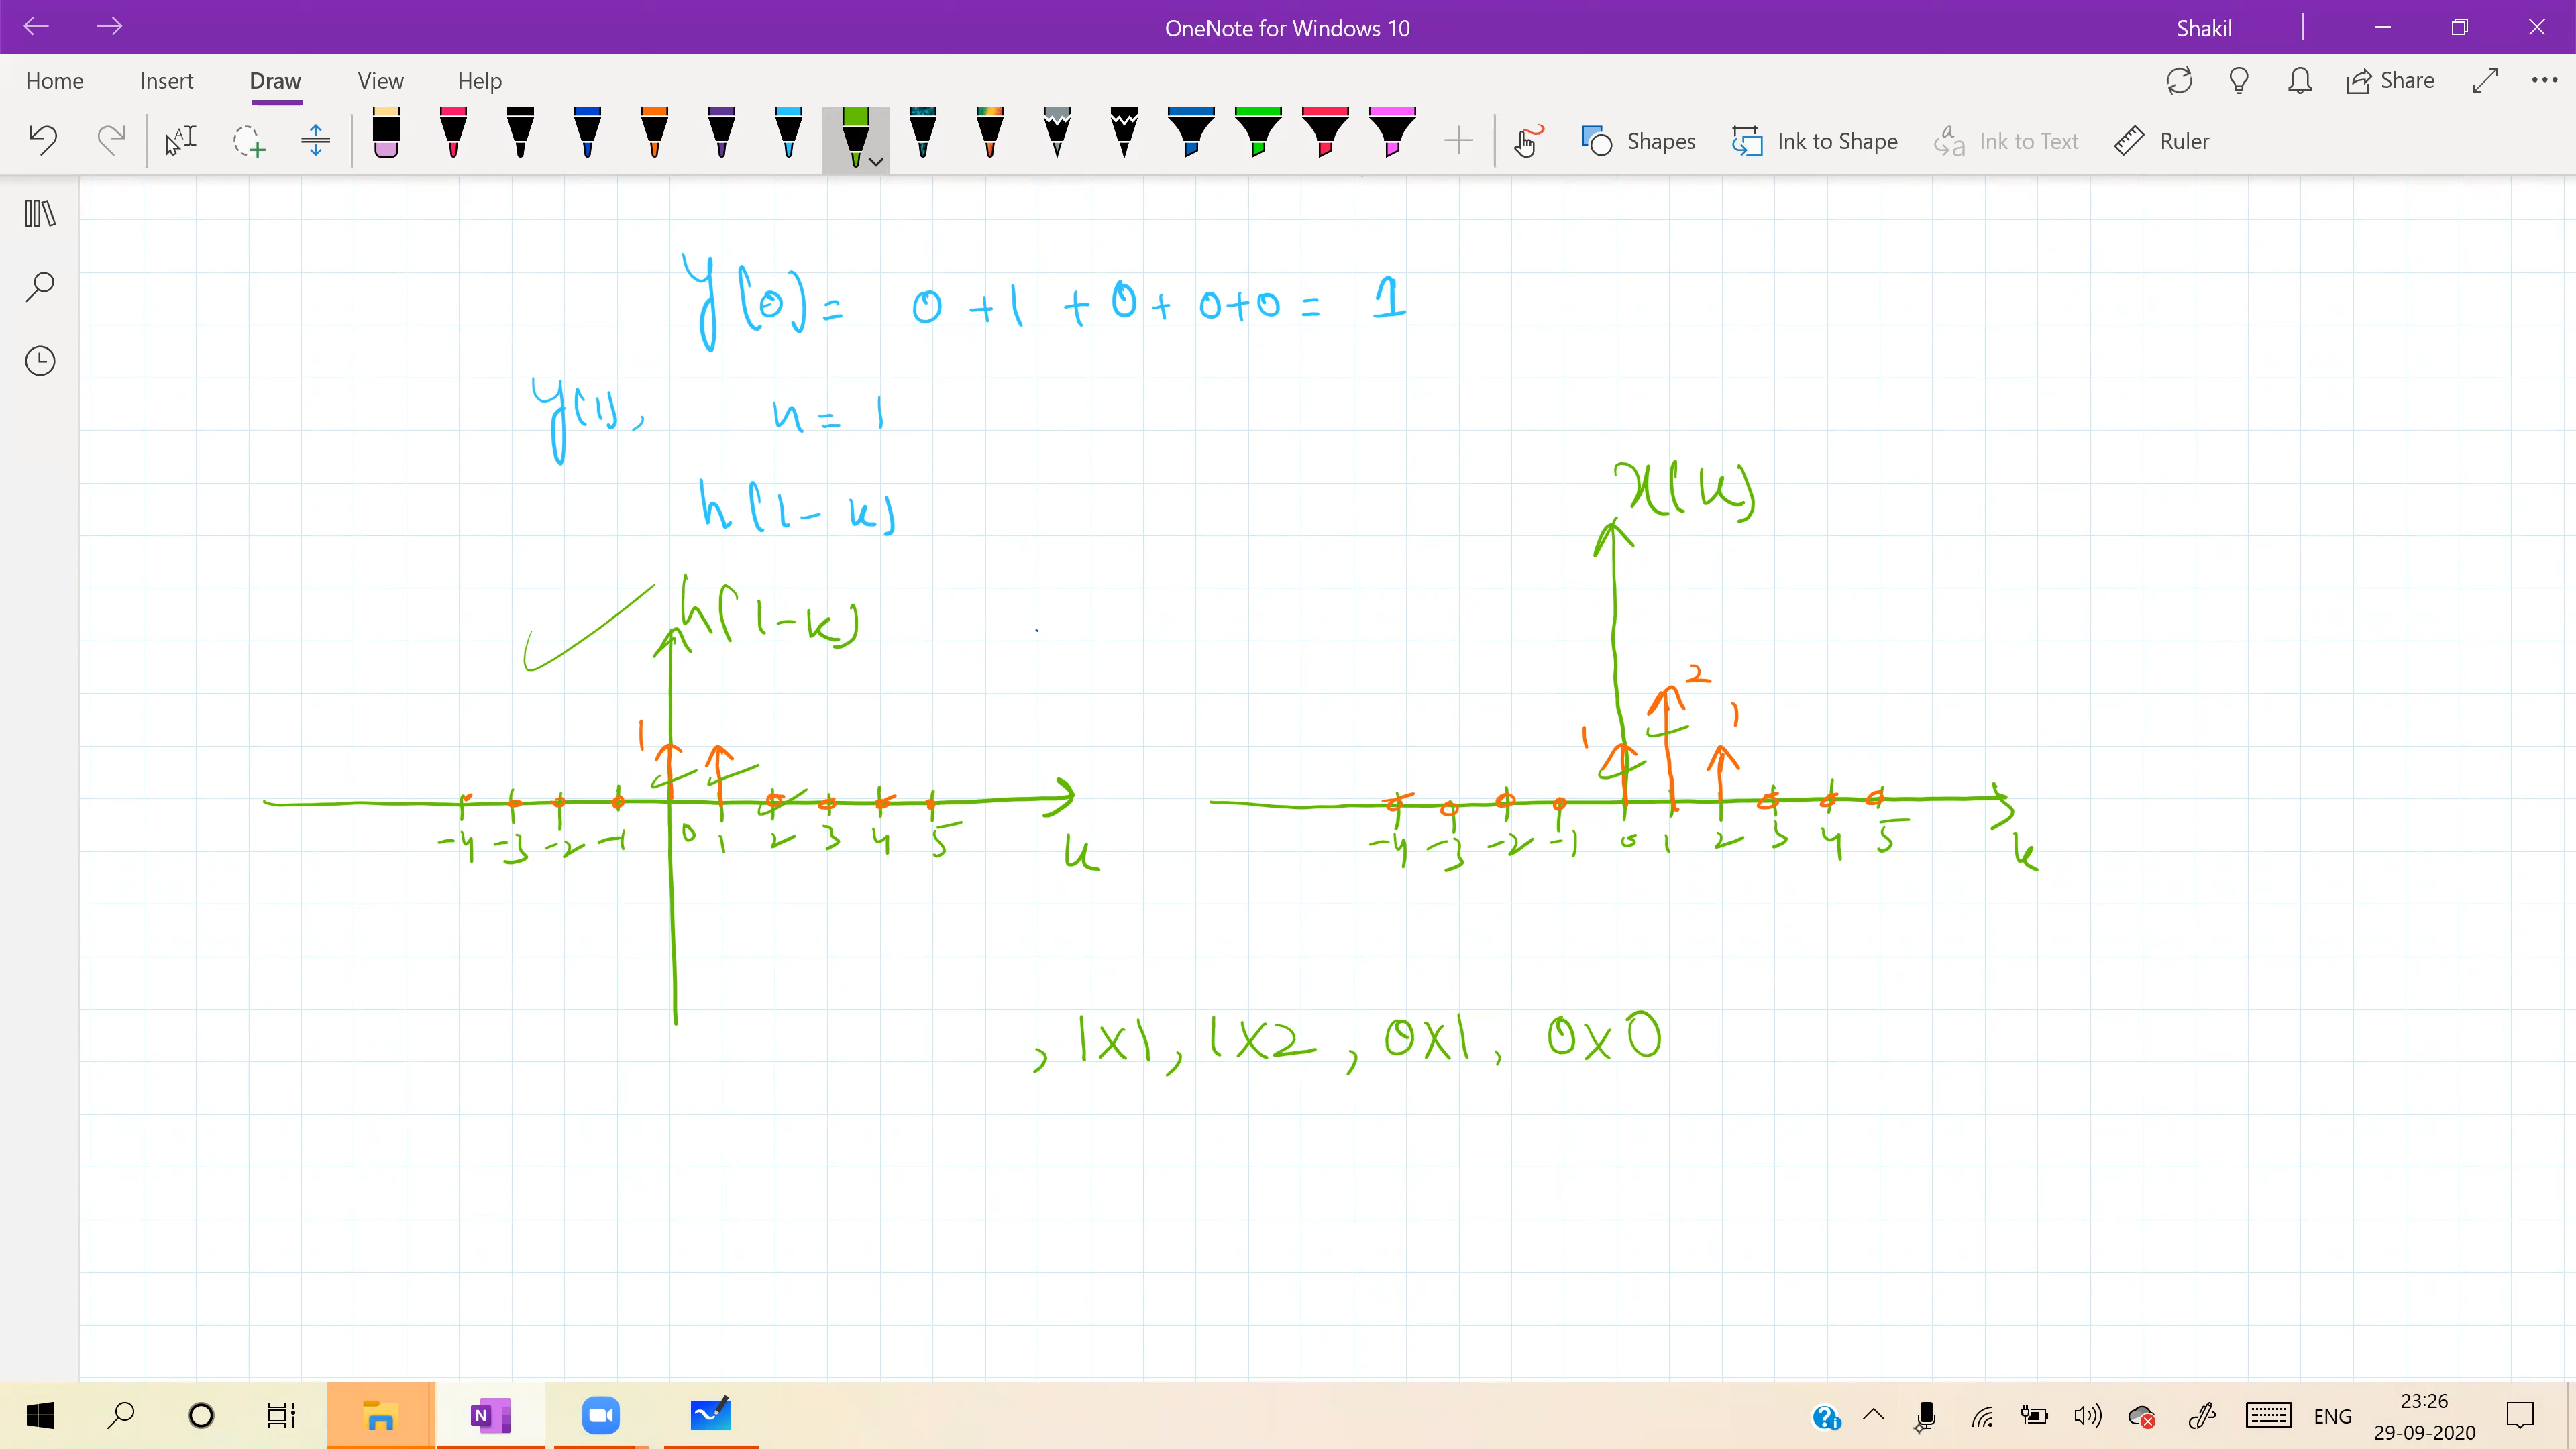 OneNote for Windows 10 Shakil
Home Insert Draw View Help Share
Shapes Ink to Shape Ink to Text Ruler
y(0) = 0 + 1 + 0 + 0 + 0 = 1
y(1), n = 1
h(1 - k)
x(k)
h(1 - k)
2
1 1 1
-4 -3 -2 -1 0 1 2 3 4 5 k
-4 -3 -2 -1 0 1 2 3 4 5 k
, 1x1, 1x2, 0x1, 0x0
23:26
ENG
29-09-2020